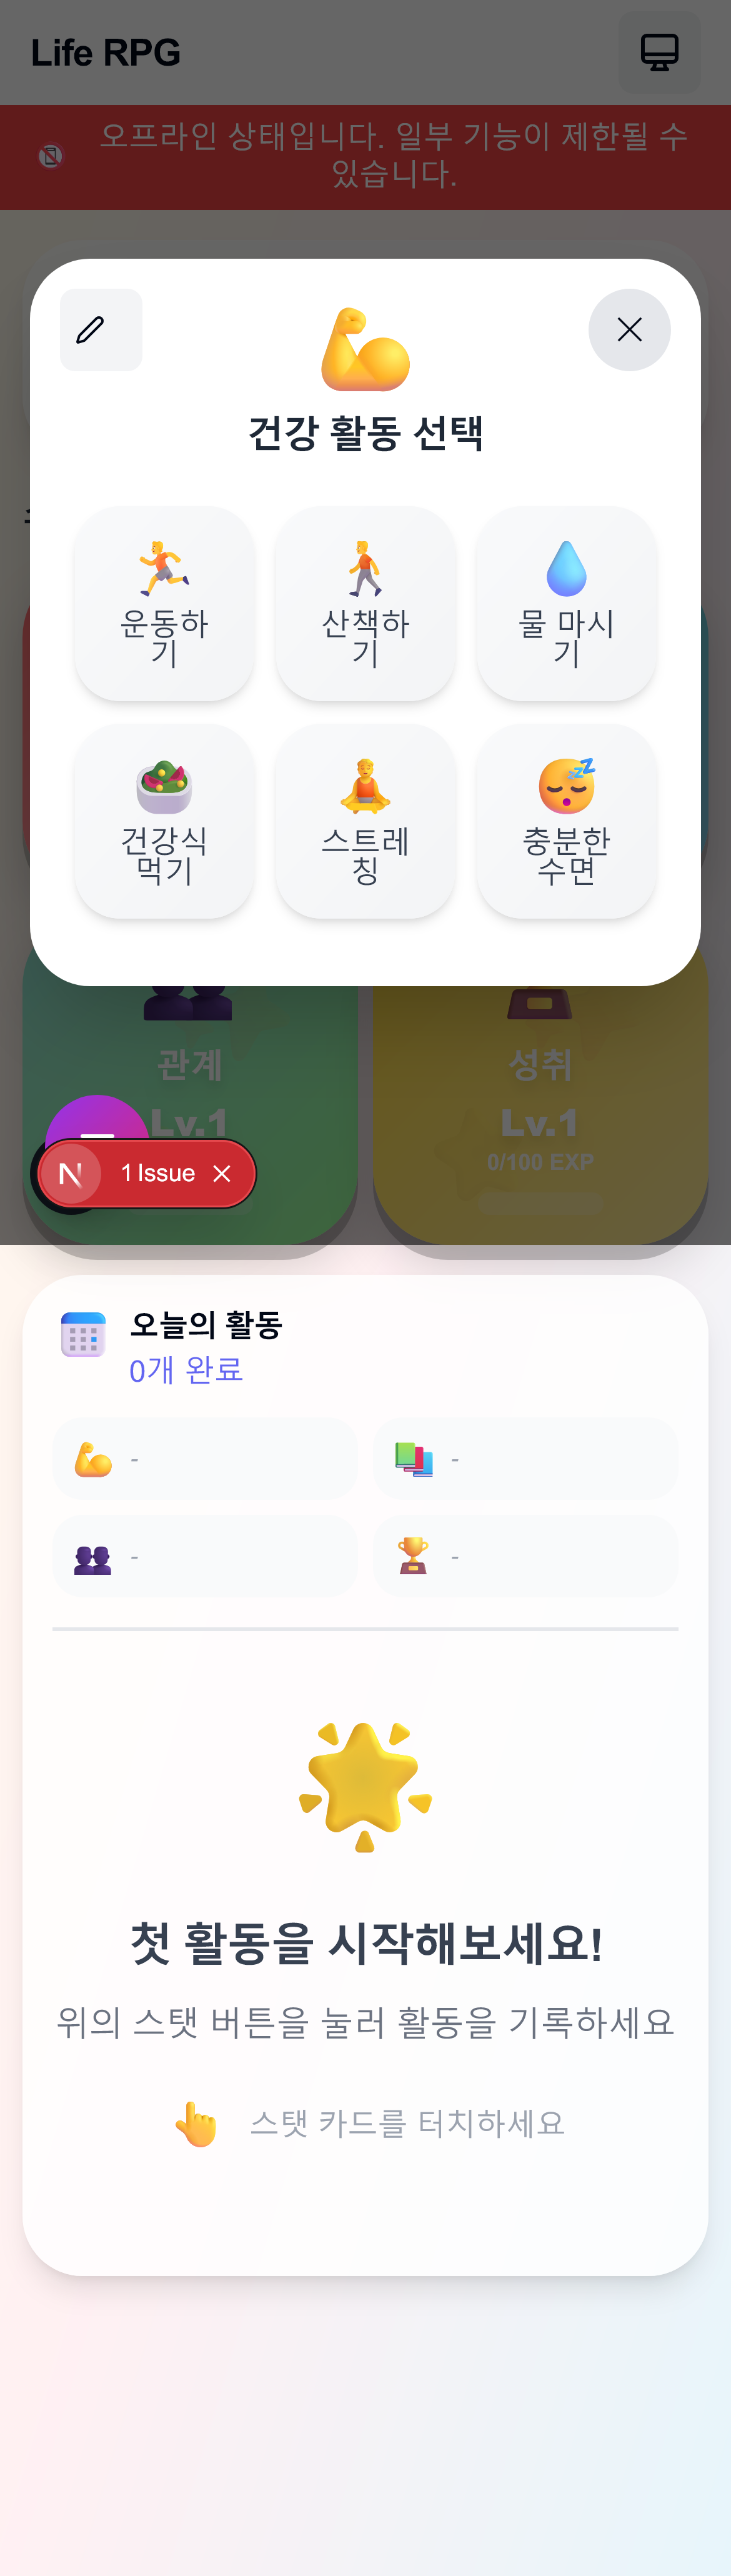 Life RPG
오프라인 상태입니다. 일부 기능이 제한될 수
있습니다.
건강 활동 선택
운동하
기
산책하
기
물 마시
기
건강식
먹기
스트레
칭
충분한
수면
관계
성취
Lv.1
Lv.1
0/100 EXP
N
1 Issue
오늘의 활동
0개 완료
-
-
-
-
첫 활동을 시작해보세요!
위의 스탯 버튼을 눌러 활동을 기록하세요
스탯 카드를 터치하세요